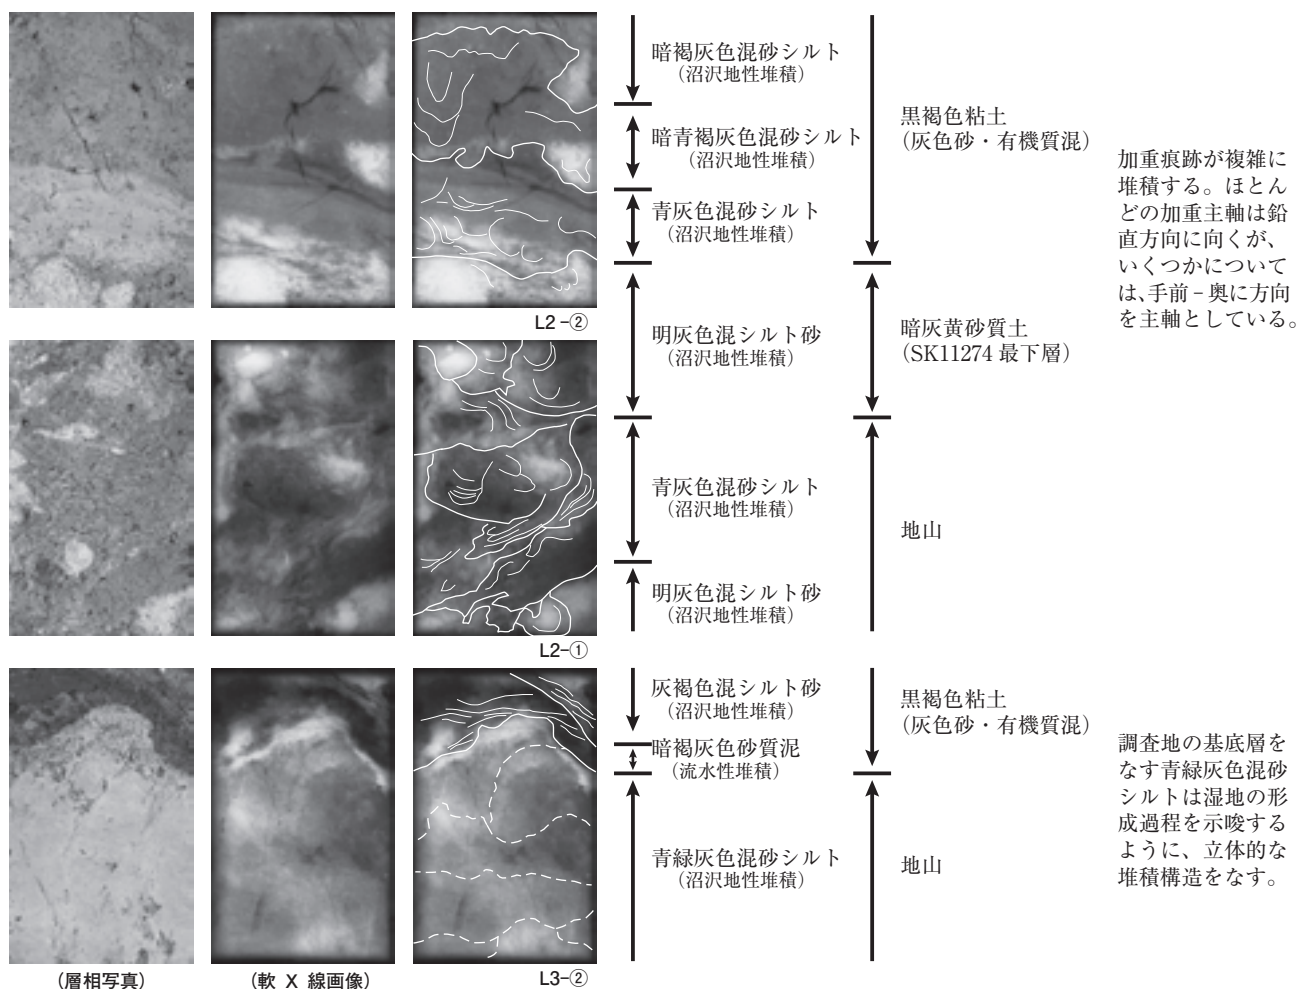 暗褐灰色混砂シルト
(沼沢地性堆積)
暗青褐灰色混砂シルト
(沼沢地性堆積)
青灰色混砂シルト
(沼沢地性堆積)
明灰色混シルト砂
(沼沢地性堆積)
青灰色混砂シルト
(沼沢地性堆積)
明灰色混シルト砂
(沼沢地性堆積)
黒褐色粘土
(灰色砂・有機質混)
暗灰黄砂質土
(SK11274 最下層)
地山
加重痕跡が複雑に
堆積する。ほとん
どの加重主軸は鉛
直方向に向くが、
いくつかについて
は、手前－奥に方向
を主軸としている。
L2-②
L2-①
灰褐色混シルト砂
(沼沢地性堆積)
暗褐灰色砂質泥
(流水性堆積)
青緑灰色混砂シルト
(沼沢地性堆積)
黒褐色粘土
(灰色砂・有機質混)
地山
調査地の基底層を
なす青緑灰色混砂
シルトは湿地の形
成過程を示唆する
ように、立体的な
堆積構造をなす。
(層相写真)
(軟 X 線画像)
L3-②